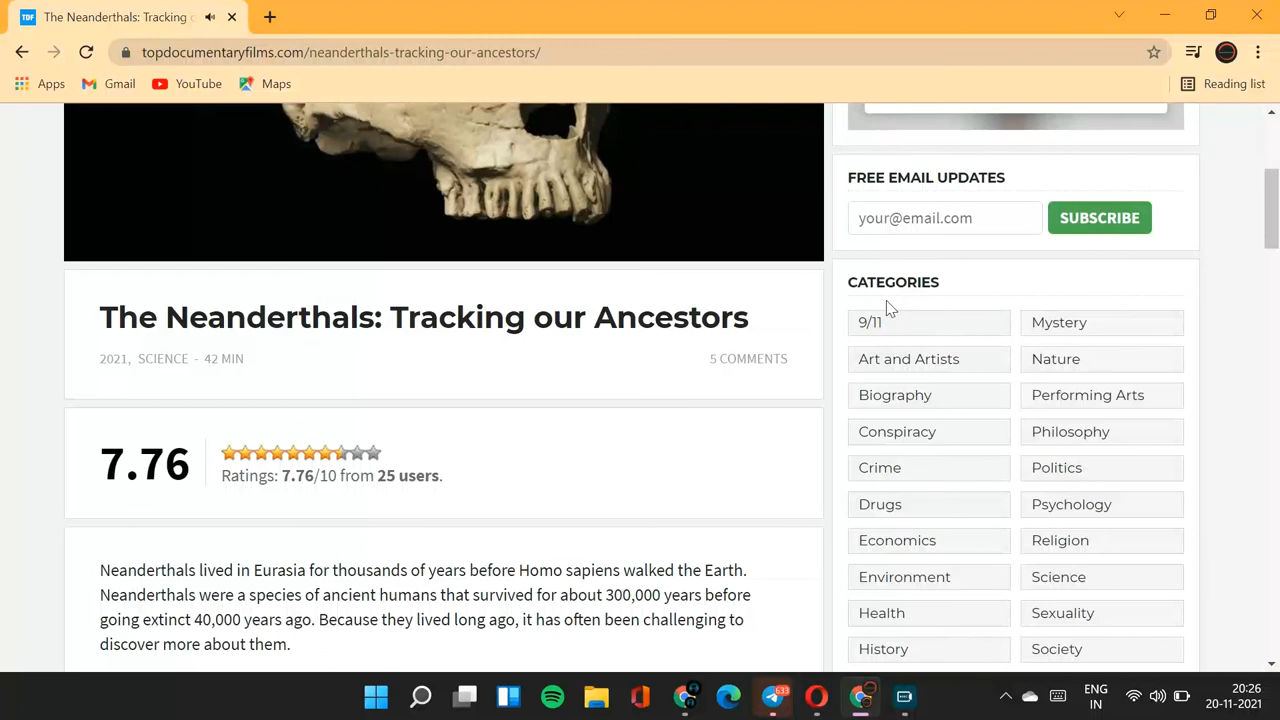 The Neanderthals: Tracking
topdocumentaryfilms.com/neanderthals-tracking-our-ancestors/
Apps
Gmail
YouTube
Maps
Reading list
The Neanderthals: Tracking our Ancestors
2021, SCIENCE - 42 MIN
5 COMMENTS
7.76
Ratings: 7.76/10 from 25 users.
Neanderthals lived in Eurasia for thousands of years before Homo sapiens walked the Earth.
Neanderthals were a species of ancient humans that survived for about 300,000 years before
going extinct 40,000 years ago. Because they lived long ago, it has often been challenging to
discover more about them.
FREE EMAIL UPDATES
your@email.com
SUBSCRIBE
CATEGORIES
9/11
Mystery
Art and Artists
Nature
Biography
Performing Arts
Conspiracy
Philosophy
Crime
Politics
Drugs
Psychology
Economics
Religion
Environment
Science
Health
Sexuality
History
Society
633
ENG
IN
20:26
20-11-2021